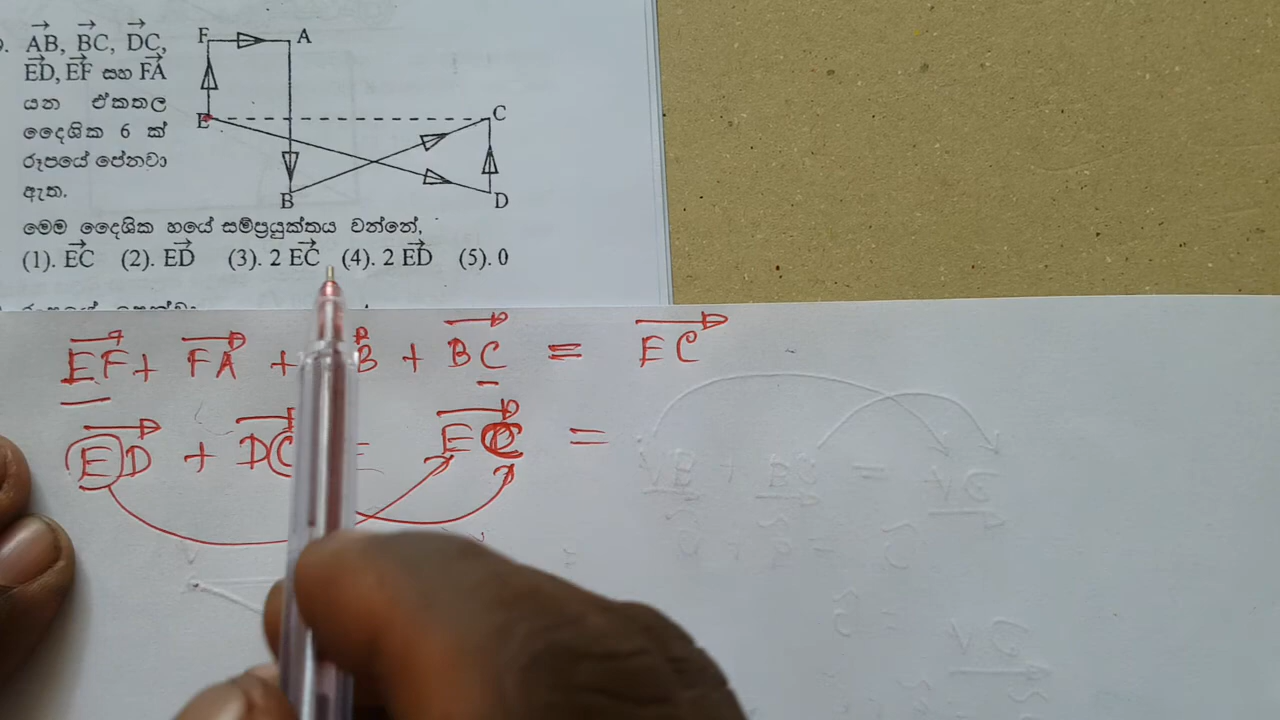 AB, BC, DC,
ED, EF සහ FA
යන ඒකතල
දෛශික 6 ක්
රූපයේ පේනවා
ඇත.
F A
E C
B D
මෙම දෛශික හයේ සම්ප්‍රයුක්තය වන්නේ,
(1). EC (2). ED (3). 2 EC (4). 2 ED (5). 0
EF + FA + B + BC = EC
ED + DC = EC =